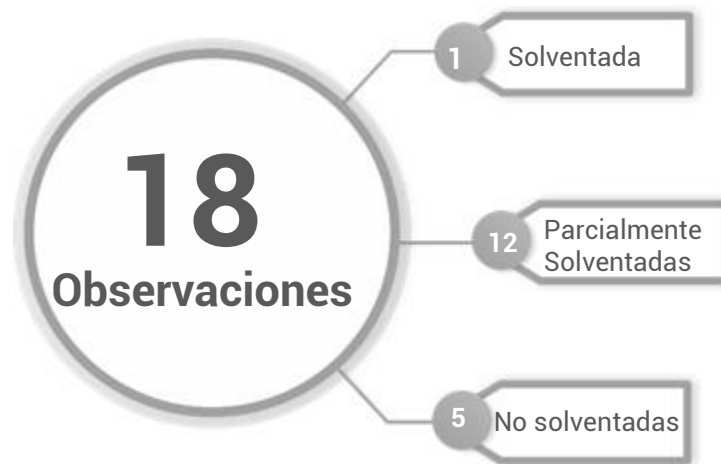 18
Observaciones
1
Solventada
12
Parcialmente
Solventadas
5
No solventadas